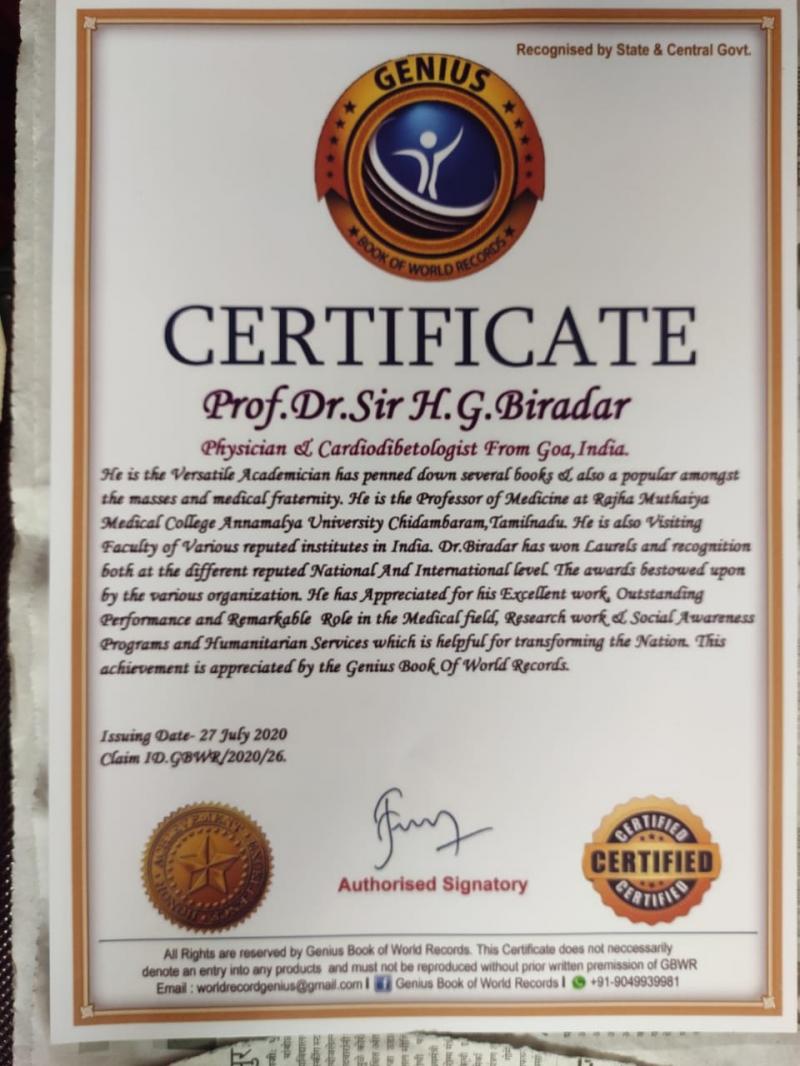 Recognised by State & Central Govt.
GENIUS
BOOK OF WORLD RECORDS
CERTIFICATE
Prof.Dr.Sir H.G.Biradar
Physician & Cardiodibetologist From Goa,India.
He is the Versatile Academician has penned down several books & also a popular amongst
the masses and medical fraternity. He is the Professor of Medicine at Rajha Muthaiya
Medical College Annamalya University Chidambaram,Tamilnadu. He is also Visiting
Faculty of Various reputed institutes in India. Dr.Biradar has won Laurels and recognition
both at the different reputed National And International level. The awards bestowed upon
by the various organization. He has Appreciated for his Excellent work, Outstanding
Performance and Remarkable Role in the Medical field, Research work & Social Awareness
Programs and Humanitarian Services which is helpful for transforming the Nation. This
achievement is appreciated by the Genius Book Of World Records.
Issuing Date- 27 July 2020
Claim ID.GBWR/2020/26.
ACHIEVEMENT
HONOR
Authorised Signatory
CERTIFIED
CERTIFIED
CERTIFIED
All Rights are reserved by Genius Book of World Records. This Certificate does not neccessarily
denote an entry into any products and must not be reproduced without prior written premission of GBWR
Email : worldrecordgenius@gmail.com I f Genius Book of World Records I +91-9049939981